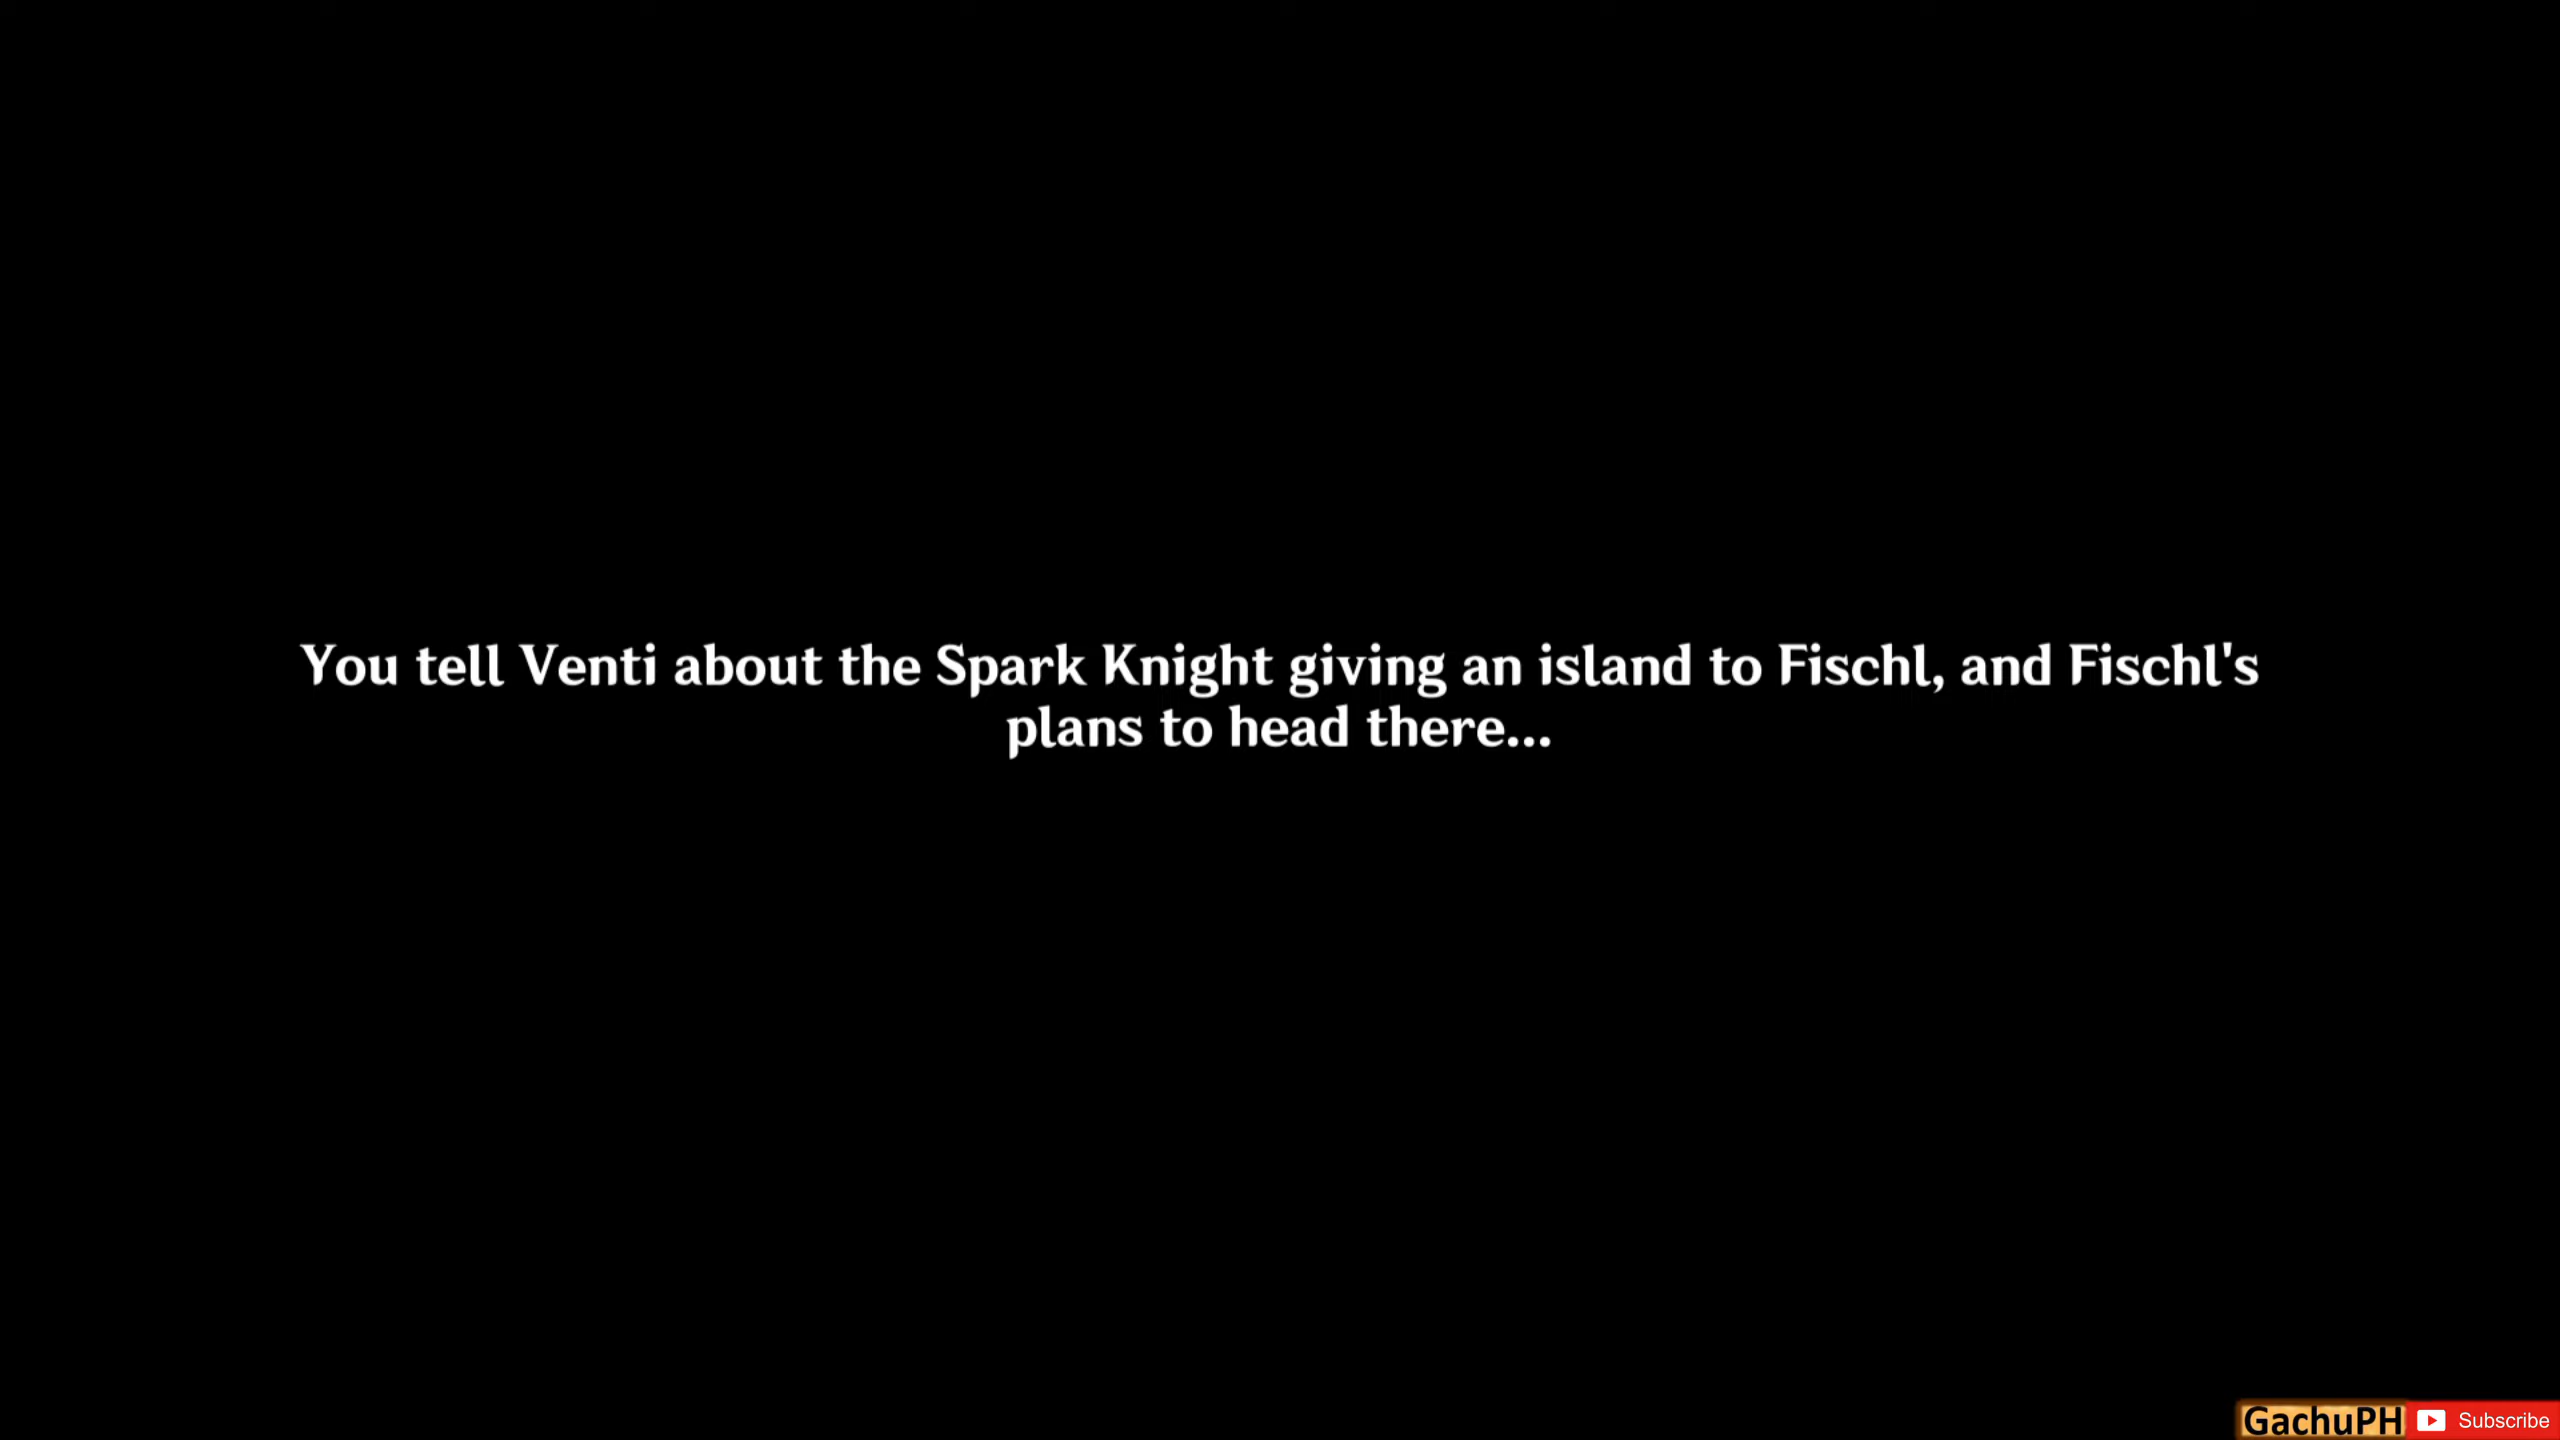 You tell Venti about the Spark Knight giving an island to Fischl, and Fischl's
plans to head there...
GachuPH Subscribe